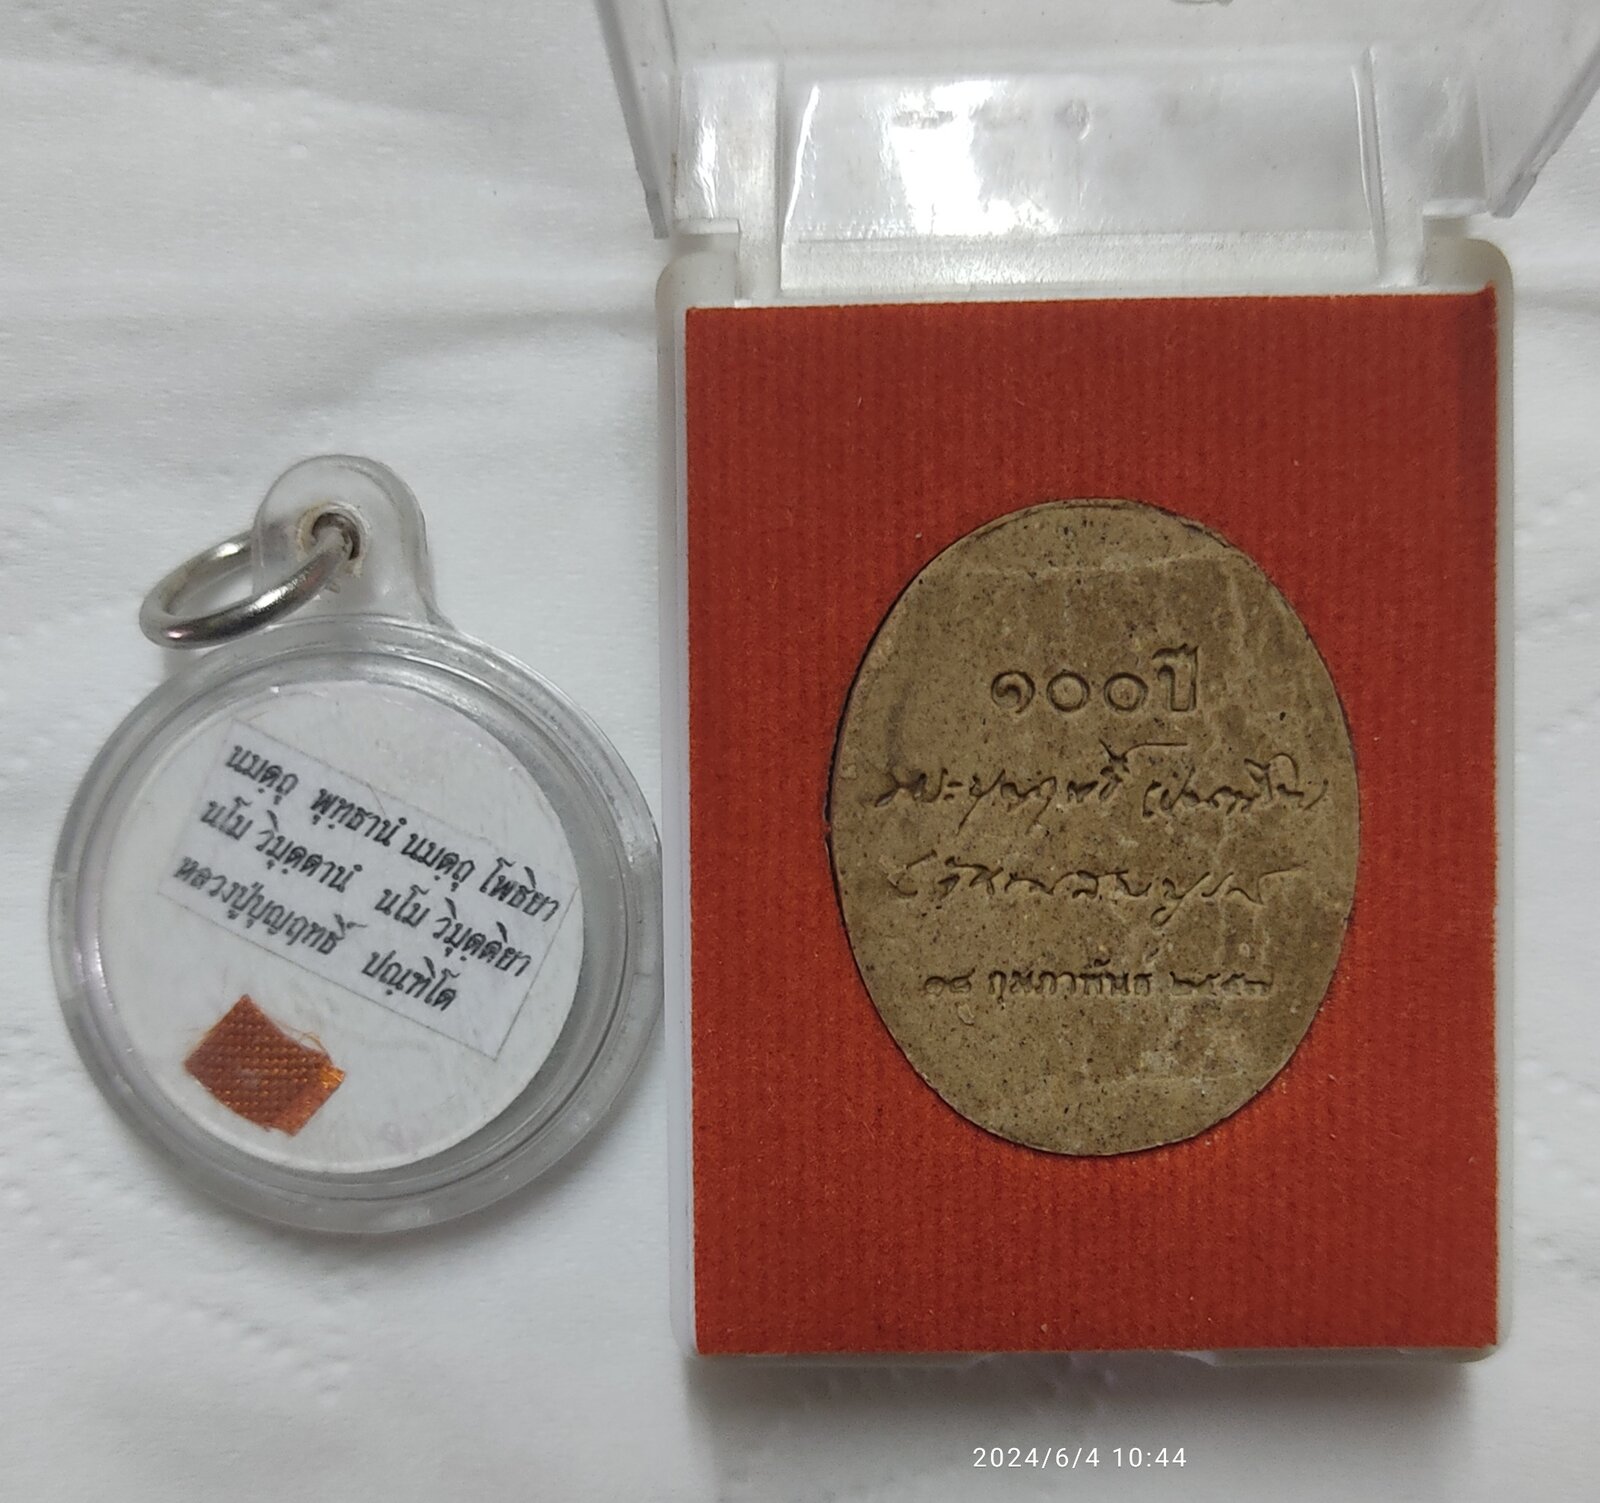 นมตฺถุ พุทฺธานํ นมตฺถุ โพธิยา
นโม วิมุตฺตานํ นโม วิมุตฺติยา
หลวงปู่บุญฤทธิ์ ปณฺฑิโต
๑๐๐ปี
๑๔ กุมภาพันธ์ ๒๕๕๗
2024/6/4 10:44